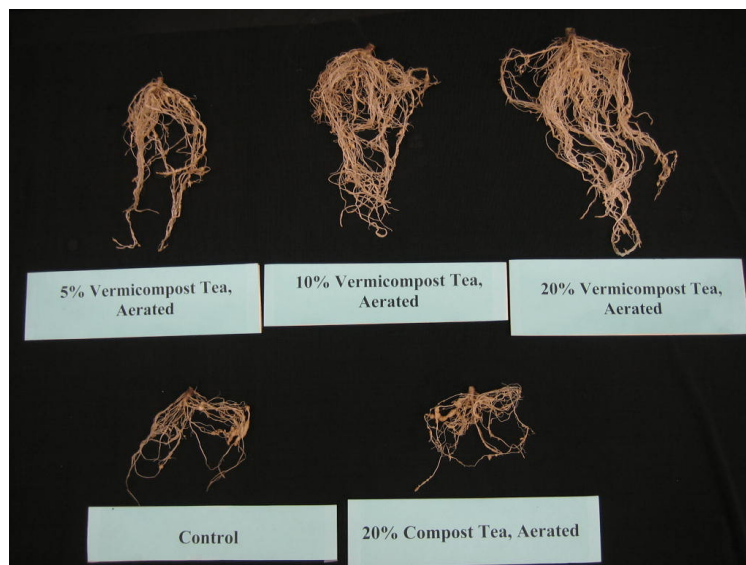 5% Vermicompost Tea,
Aerated
10% Vermicompost Tea,
Aerated
20% Vermicompost Tea,
Aerated
Control
20% Compost Tea, Aerated